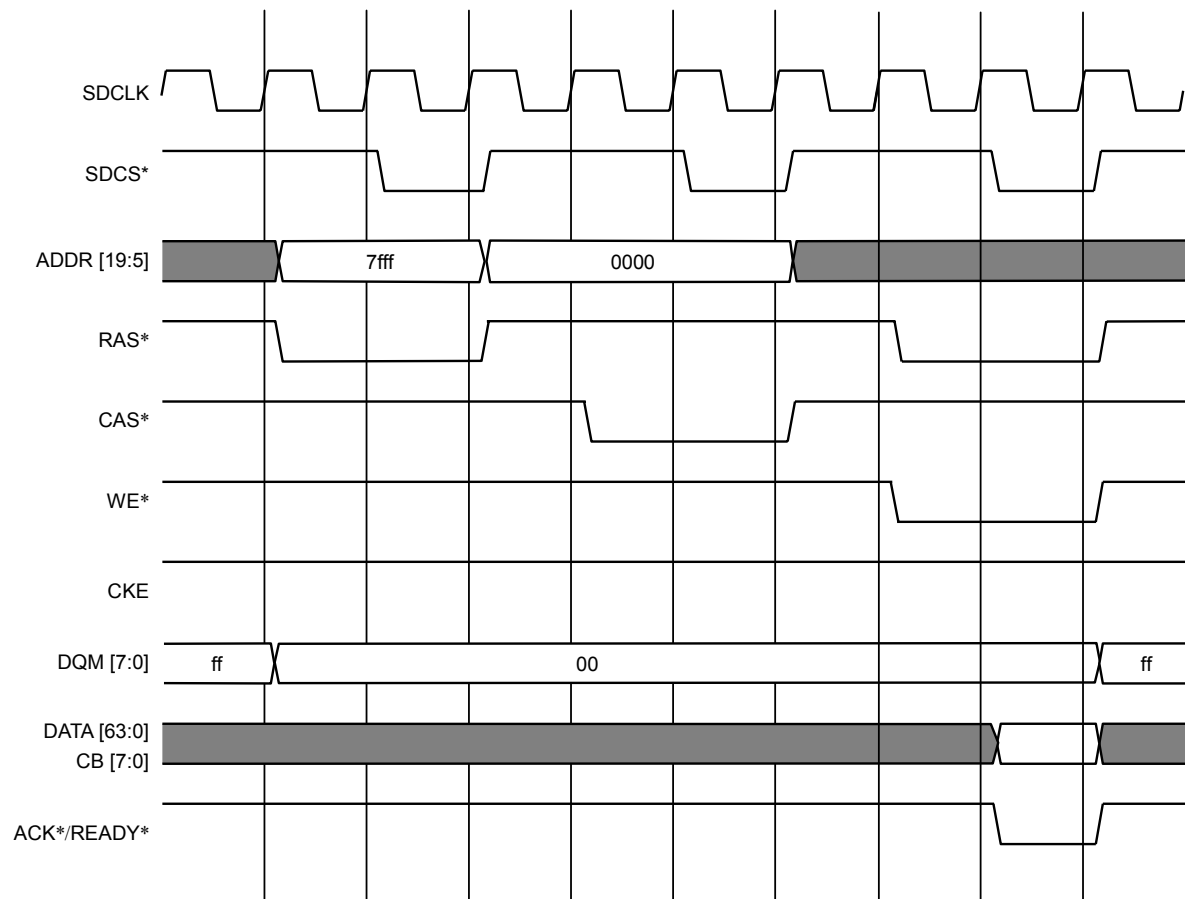 SDCLK
SDCS*
ADDR [19:5]
7fff
0000
RAS*
CAS*
WE*
CKE
DQM [7:0]
ff
00
ff
DATA [63:0]
CB [7:0]
ACK*/READY*